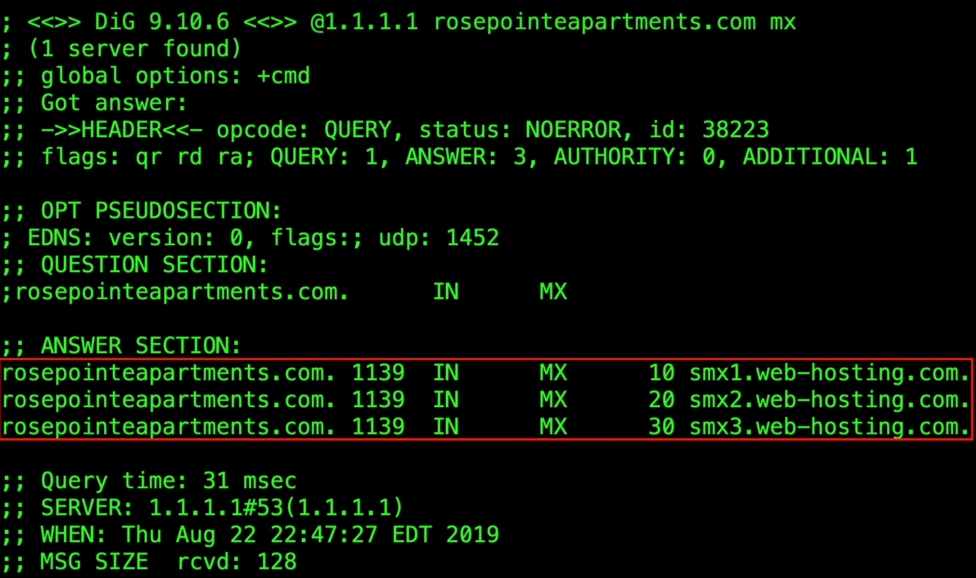 ; <<>> DiG 9.10.6 <<>> @1.1.1.1 rosepointeapartments.com mx
; (1 server found)
;; global options: +cmd
;; Got answer:
;; ->>HEADER<<- opcode: QUERY, status: NOERROR, id: 38223
;; flags: qr rd ra; QUERY: 1, ANSWER: 3, AUTHORITY: 0, ADDITIONAL: 1

;; OPT PSEUDOSECTION:
; EDNS: version: 0, flags:; udp: 1452
;; QUESTION SECTION:
;rosepointeapartments.com. IN MX

;; ANSWER SECTION:
rosepointeapartments.com. 1139 IN MX 10 smx1.web-hosting.com.
rosepointeapartments.com. 1139 IN MX 20 smx2.web-hosting.com.
rosepointeapartments.com. 1139 IN MX 30 smx3.web-hosting.com.

;; Query time: 31 msec
;; SERVER: 1.1.1.1#53(1.1.1.1)
;; WHEN: Thu Aug 22 22:47:27 EDT 2019
;; MSG SIZE rcvd: 128